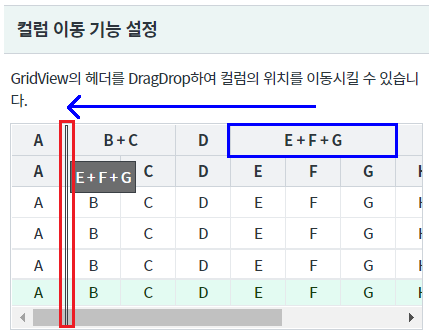 컬럼 이동 기능 설정
GridView의 헤더를 DragDrop하여 컬럼의 위치를 이동시킬 수 있습니
다.
A B + C D E + F + G
A C D E F G H
E + F + G
A B C D E F G H
A B C D E F G H
A B C D E F G H
A B C D E F G H